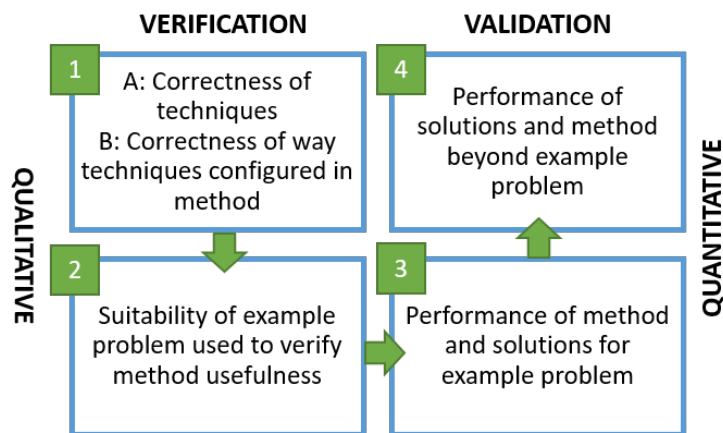 VERIFICATION
VALIDATION
QUALITATIVE
QUANTITATIVE
1
A: Correctness of
techniques
B: Correctness of way
techniques configured in
method
2
Suitability of example
problem used to verify
method usefulness
3
Performance of method
and solutions for
example problem
4
Performance of
solutions and method
beyond example
problem